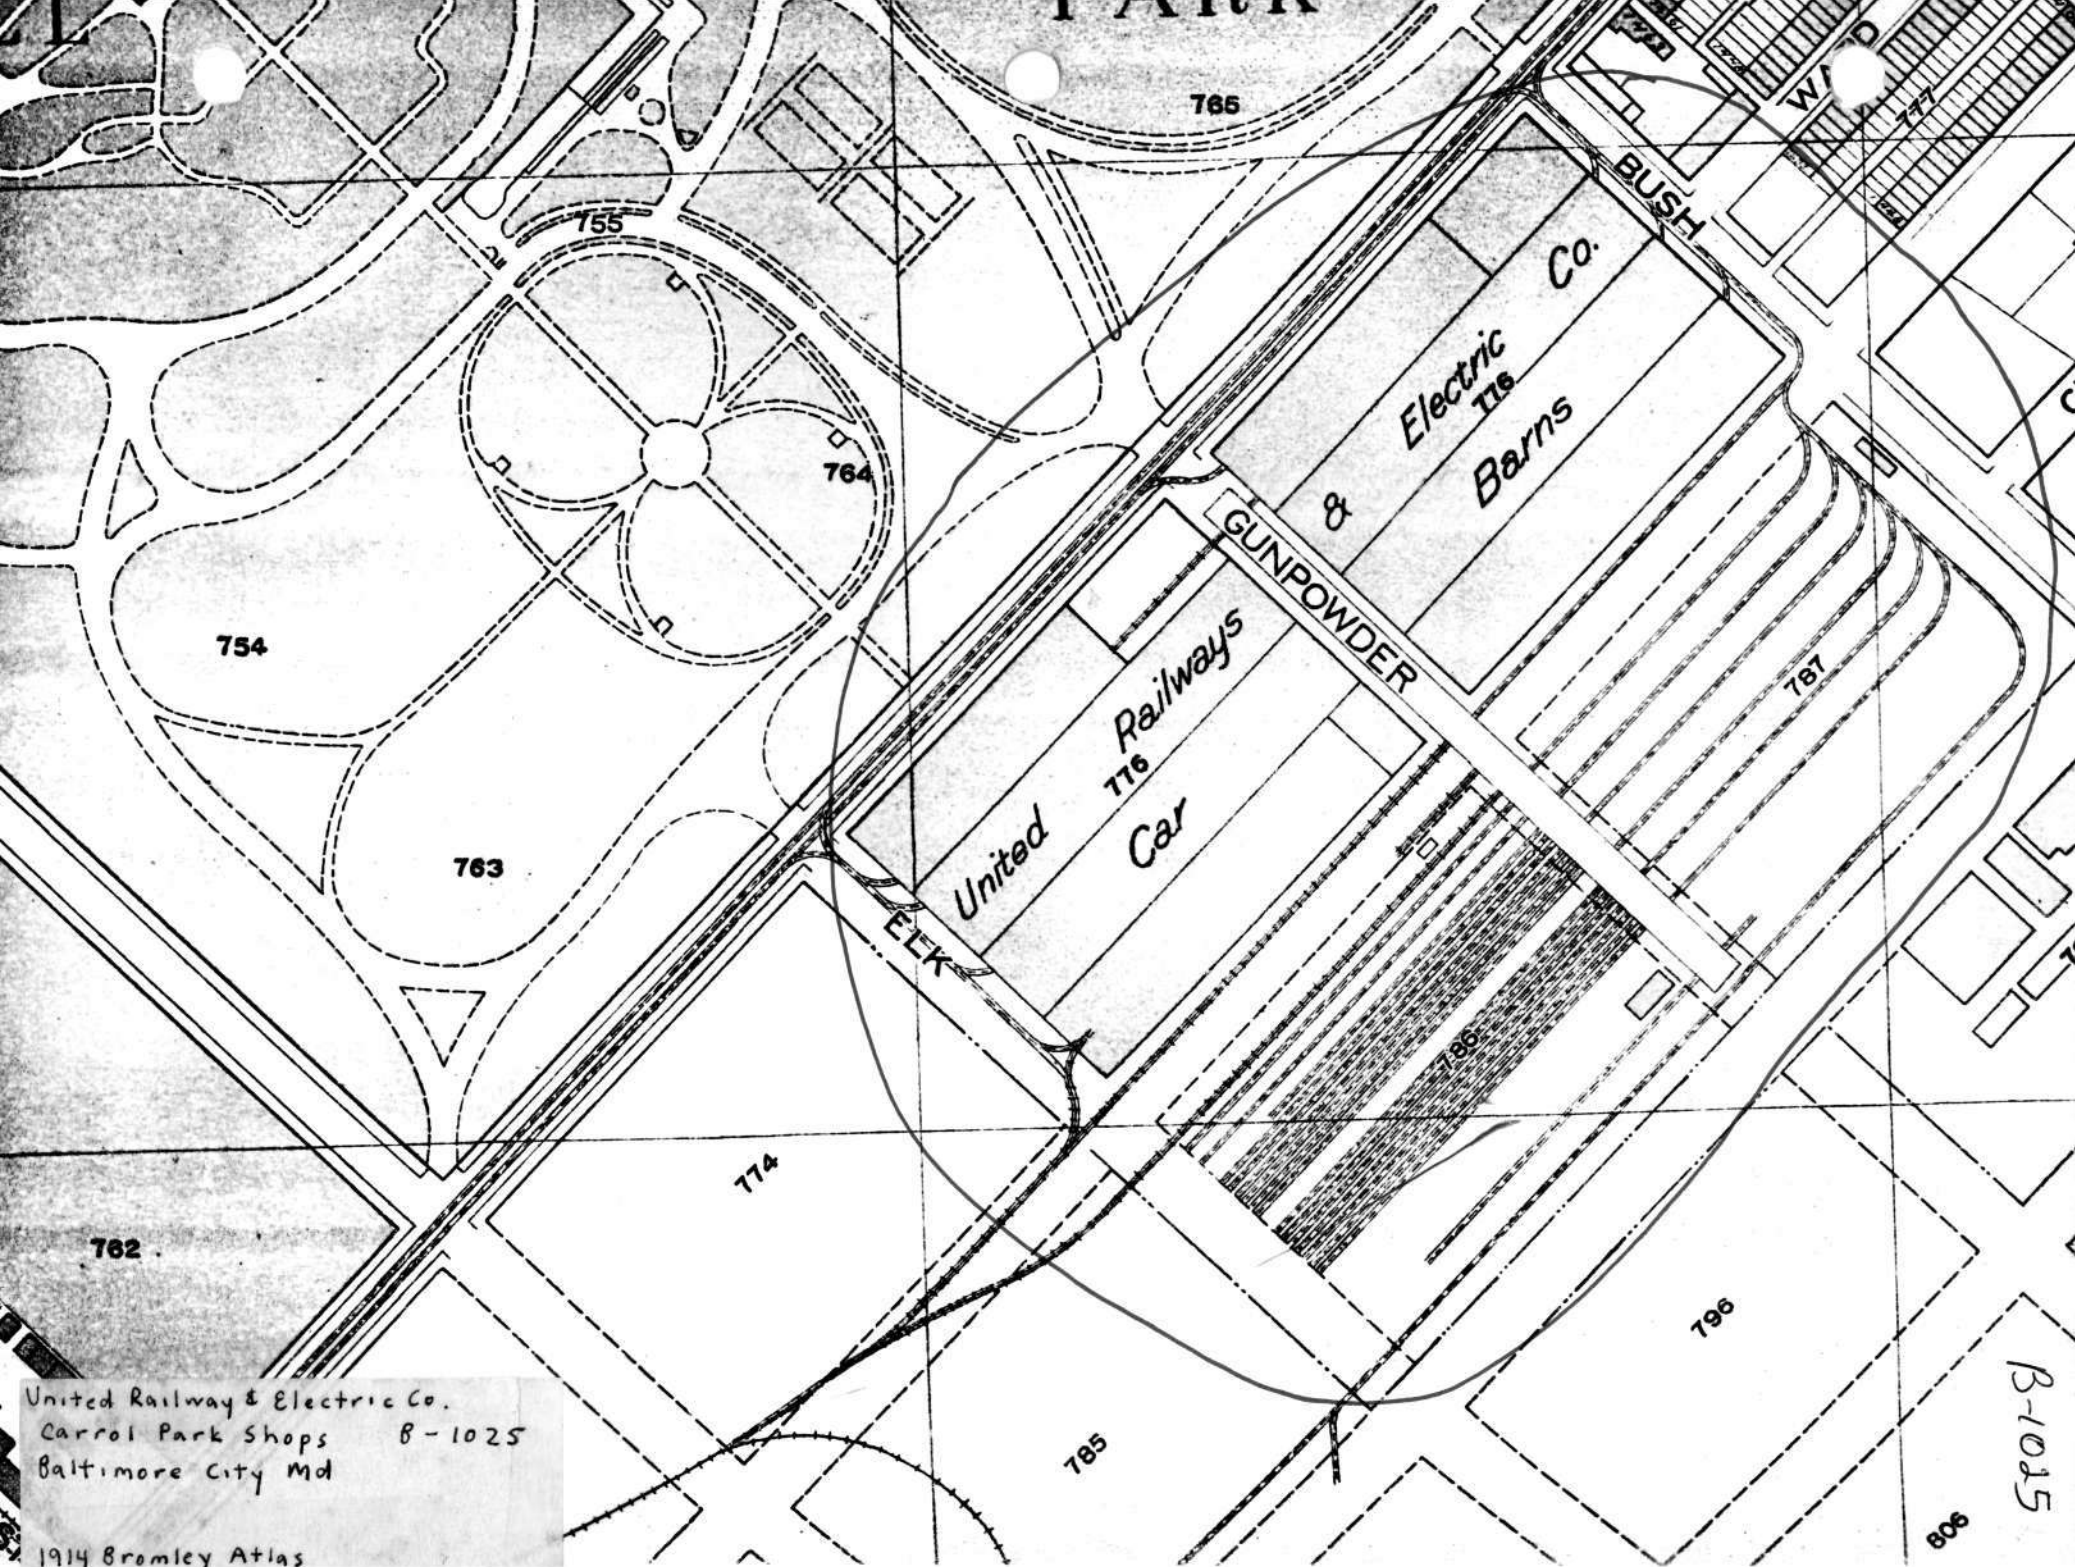 PARK
765
WARD
777
BUSH
755
Co.
Electric
776
&
Barns
764
GUNPOWDER
754
787
Railways
776
United
Car
763
ELK
786
774
762
796
785
806
B-1025
United Railway & Electric Co.
Carrol Park Shops B-1025
Baltimore City Md
1914 Bromley Atlas